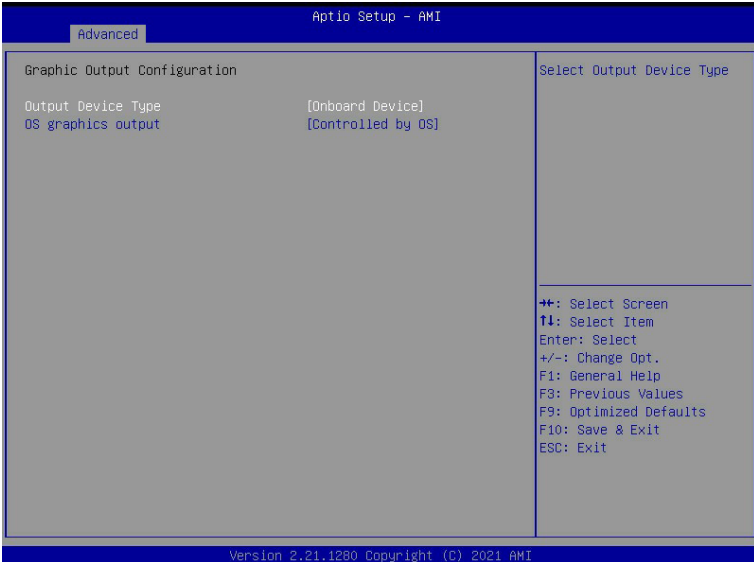 Aptio Setup – AMI
Advanced
Graphic Output Configuration
Output Device Type [Onboard Device]
OS graphics output [Controlled by OS]
Select Output Device Type
→←: Select Screen
↑↓: Select Item
Enter: Select
+/-: Change Opt.
F1: General Help
F3: Previous Values
F9: Optimized Defaults
F10: Save & Exit
ESC: Exit
Version 2.21.1280 Copyright (C) 2021 AMI